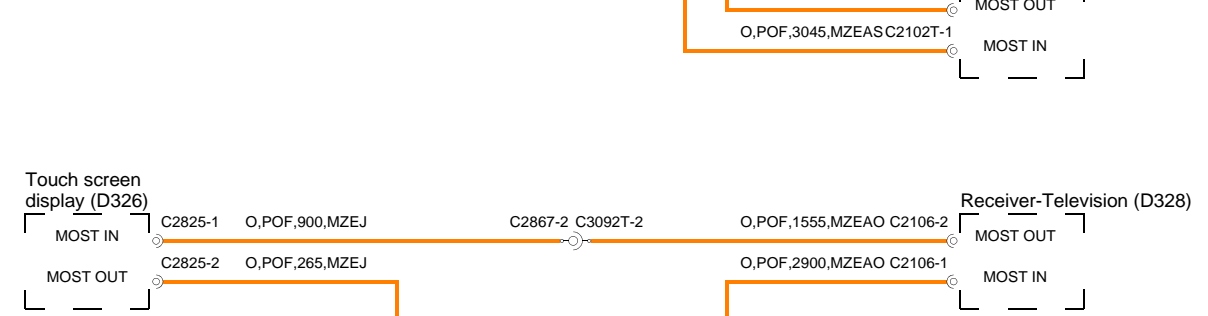 MOST OUT
O,POF,3045,MZEAS C2102T-1
MOST IN
Touch screen
display (D326)
Receiver-Television (D328)
C2825-1 O,POF,900,MZEJ C2867-2 C3092T-2 O,POF,1555,MZEAO C2106-2
MOST IN
MOST OUT
C2825-2 O,POF,265,MZEJ O,POF,2900,MZEAO C2106-1
MOST OUT
MOST IN